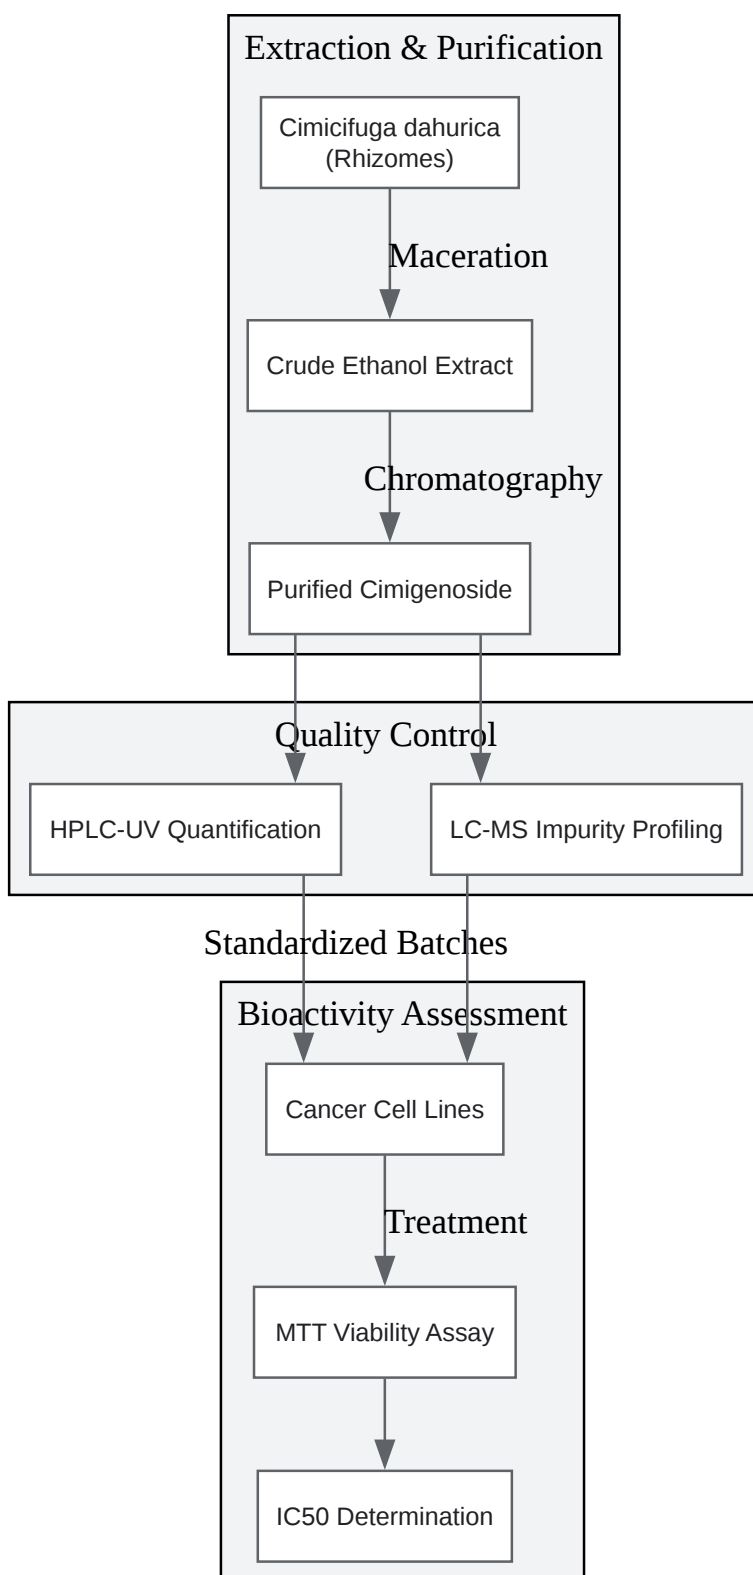 Extraction & Purification
Cimicifuga dahurica
(Rhizomes)
Maceration
Crude Ethanol Extract
Chromatography
Purified Cimigenoside
Quality Control
HPLC-UV Quantification
LC-MS Impurity Profiling
Standardized Batches
Bioactivity Assessment
Cancer Cell Lines
Treatment
MTT Viability Assay
IC50 Determination